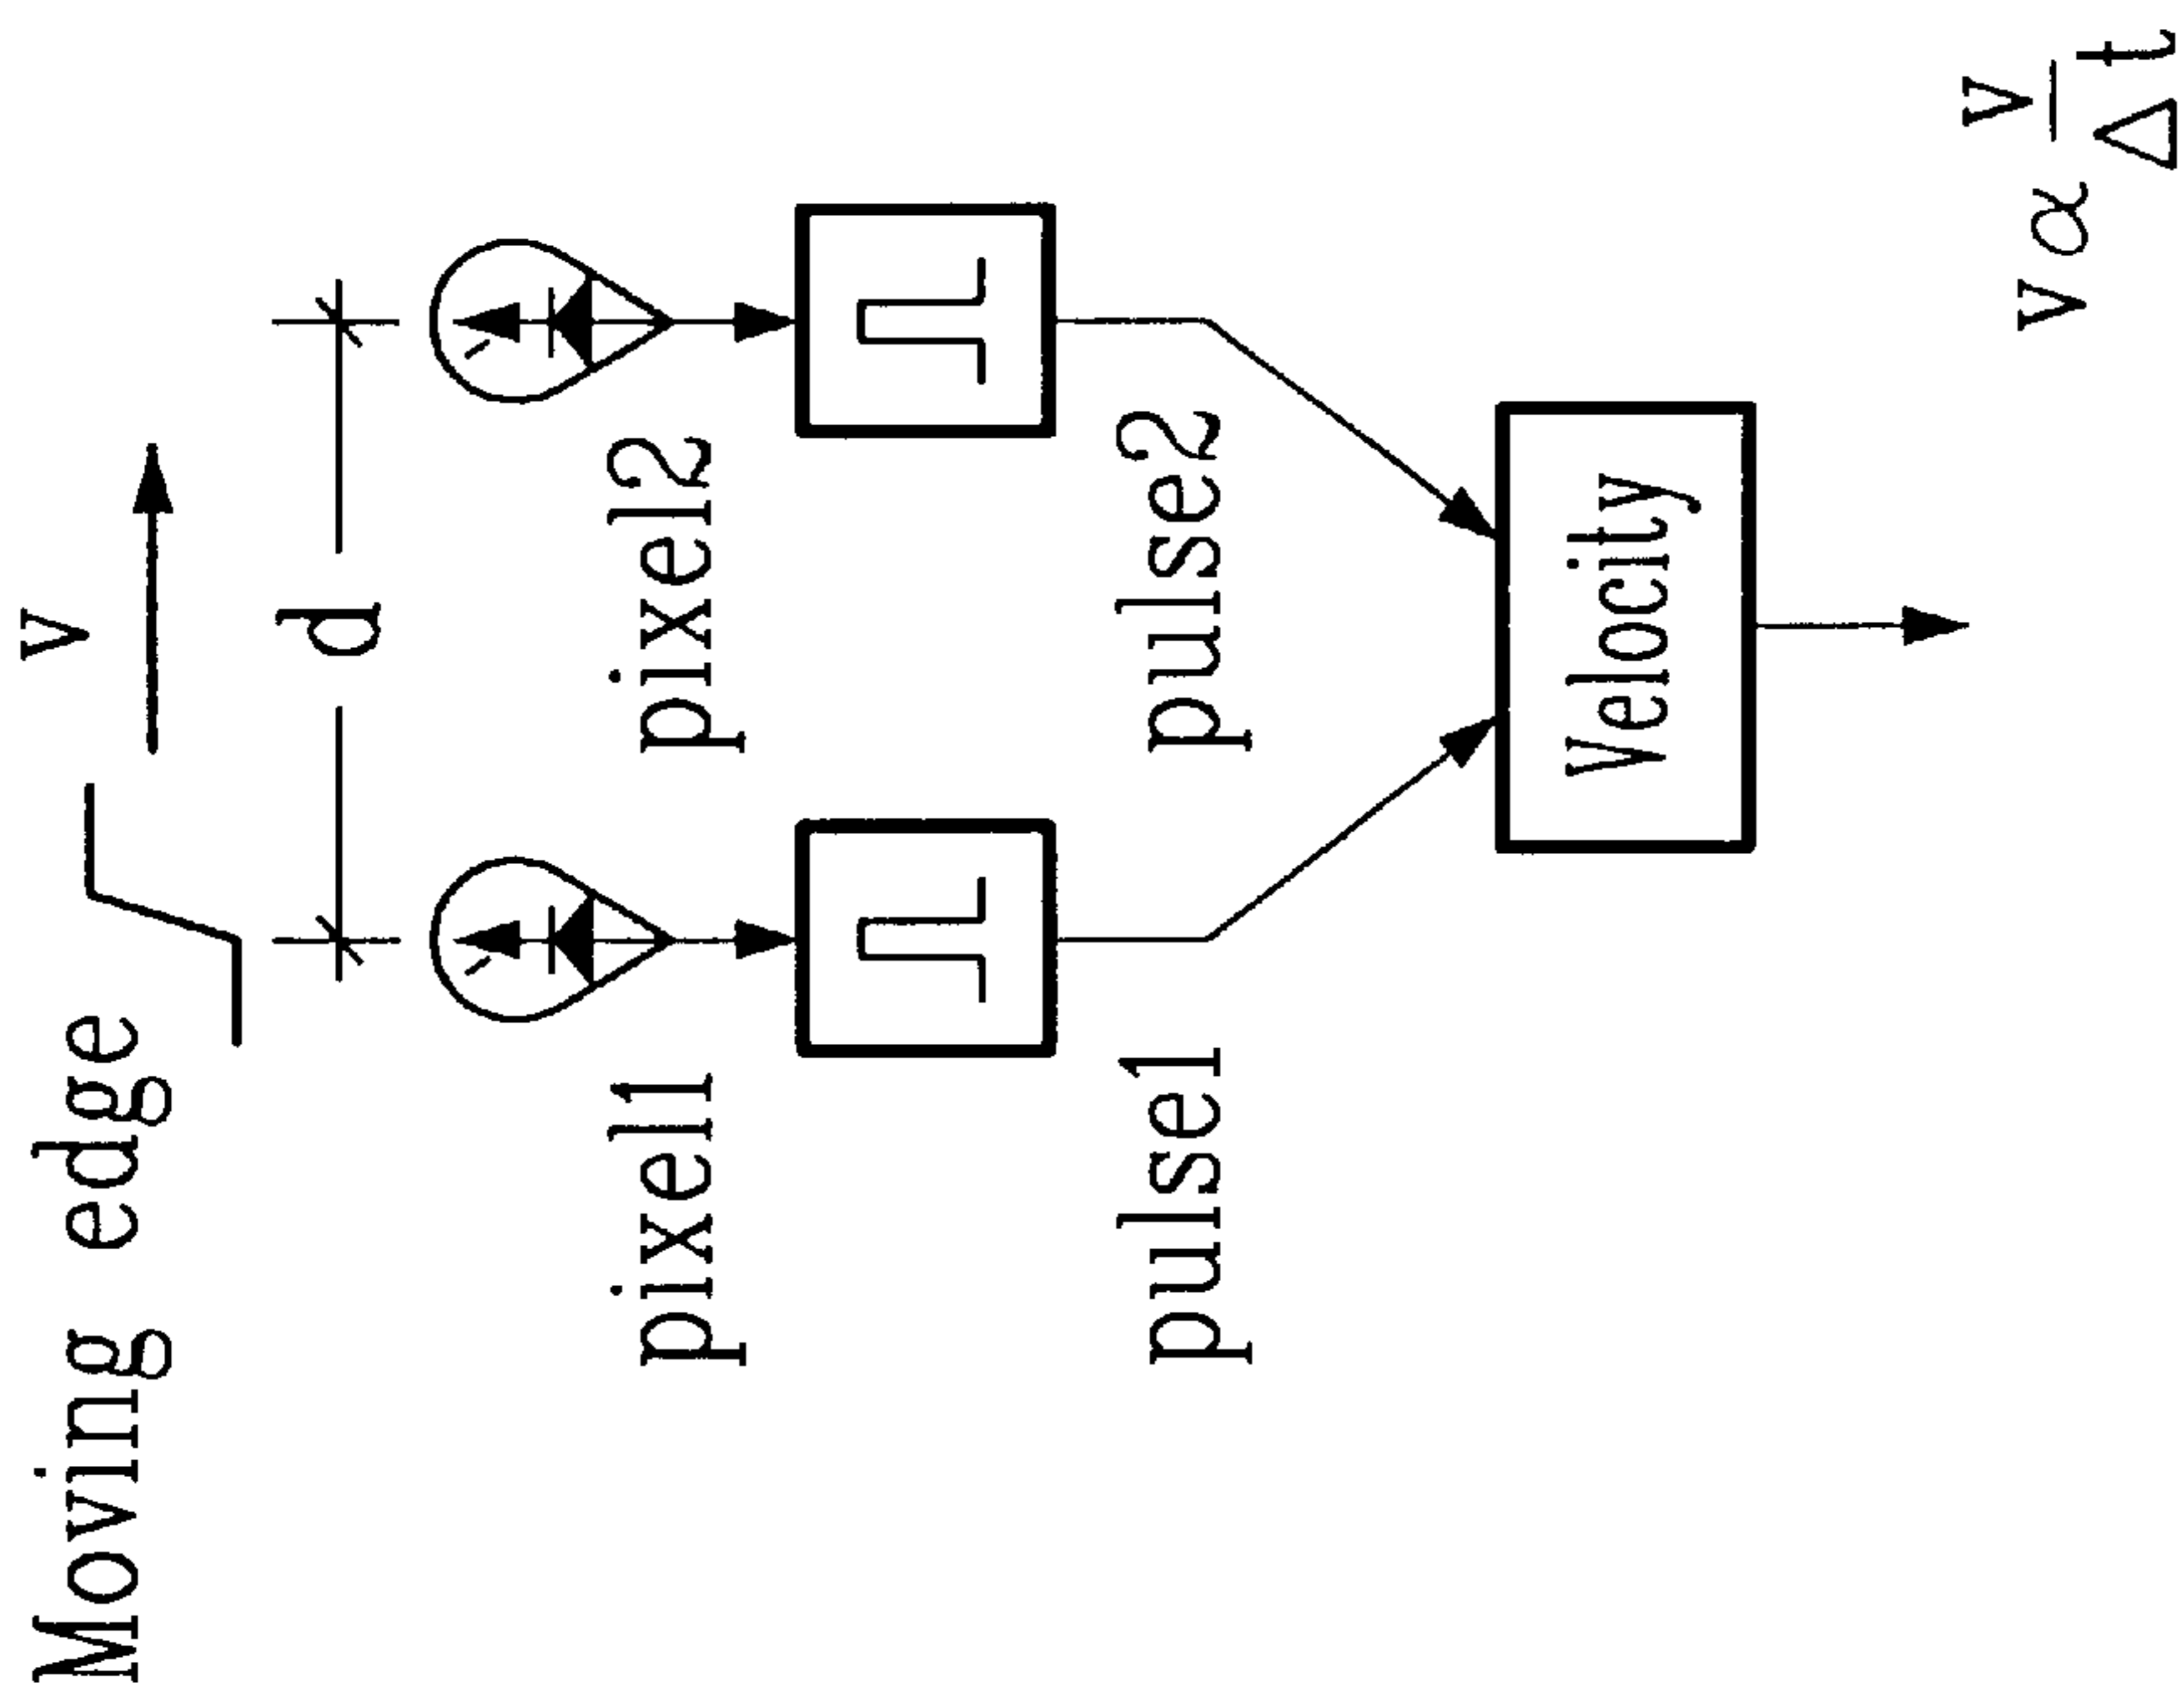 Moving edge v
d
pixel1 pixel2
pulse1 pulse2
Velocity
v α v/Δt